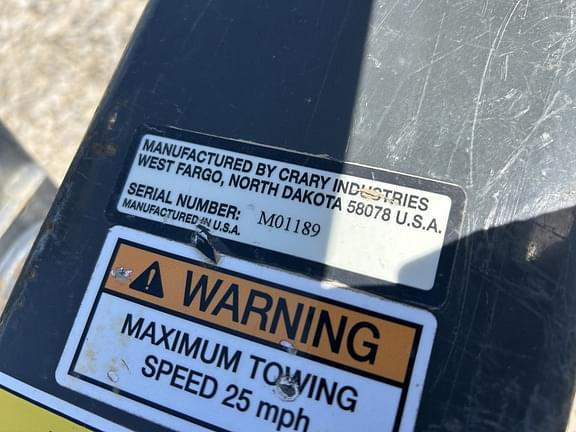 MANUFACTURED BY CRARY INDUSTRIES
WEST FARGO, NORTH DAKOTA 58078 U.S.A.
SERIAL NUMBER: M01189
MANUFACTURED IN U.S.A.
WARNING
MAXIMUM TOWING
SPEED 25 mph